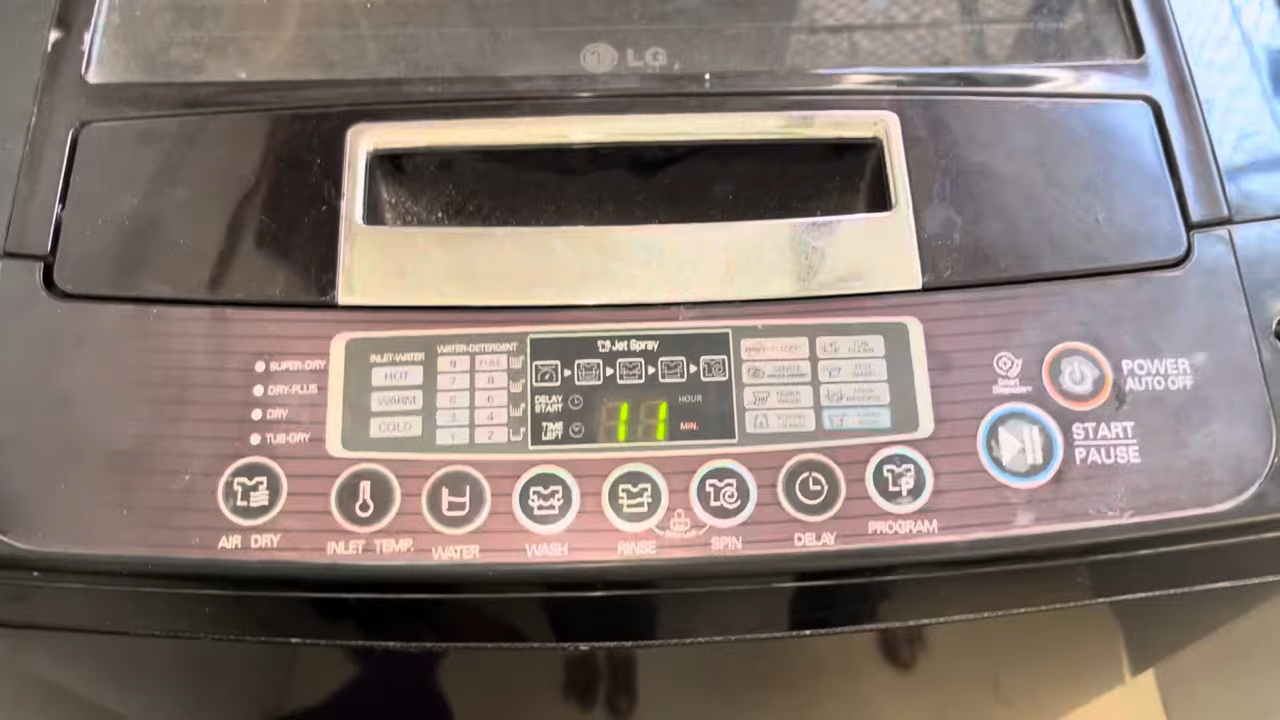 LG
SUPER-DRY
DRY-PLUS
DRY
TUB-DRY
INLET-WATER
HOT
WARM
COLD
WATER-DETERGENT
FULL
7 8
5 6
3 4
1 2
Jet Spray
DELAY START
HOUR
TIME LEFT
11
MIN.
Smart Diagnosis
POWER
AUTO OFF
START
PAUSE
AIR DRY
INLET TEMP.
WATER
WASH
RINSE
SPIN
DELAY
PROGRAM